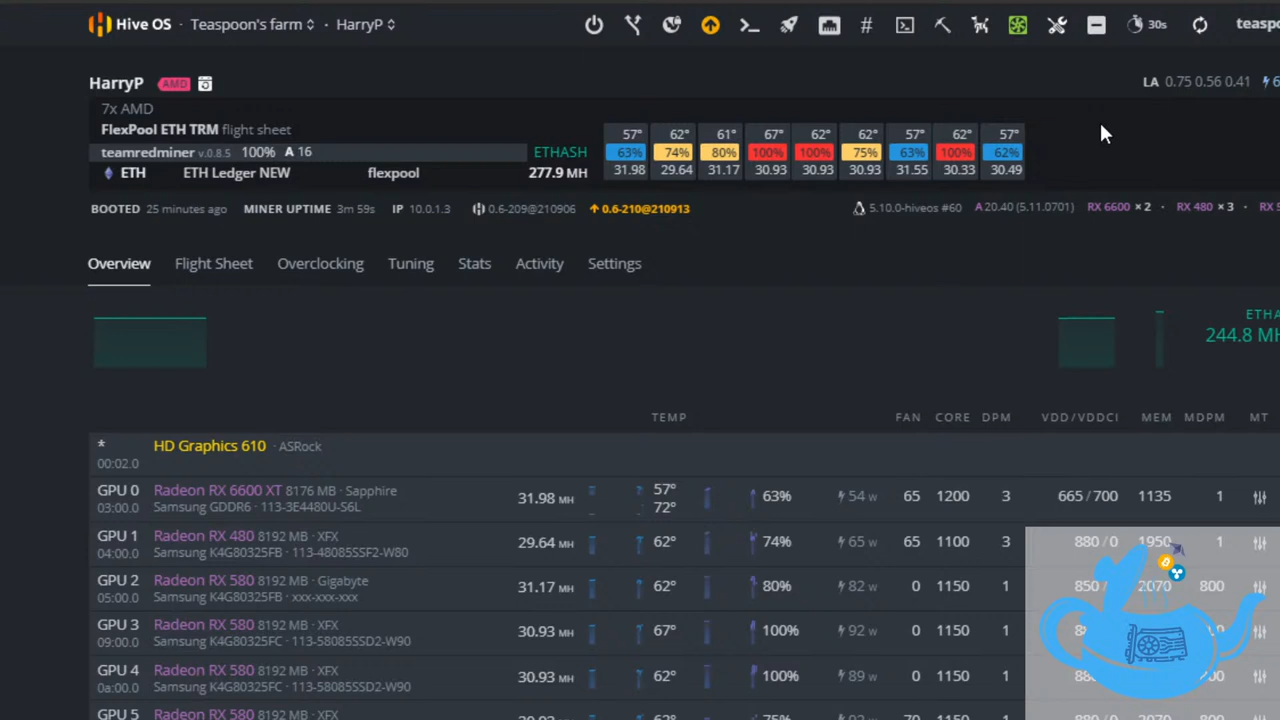 Hive OS Teaspoon's farm HarryP 30s teasp
HarryP AMD LA 0.75 0.56 0.41
7x AMD
FlexPool ETH TRM flight sheet
57° 62° 61° 67° 62° 62° 57° 62° 57°
teamredminer v.0.8.5 100% A 16 ETHASH 63% 74% 80% 100% 100% 75% 63% 100% 62%
ETH ETH Ledger NEW flexpool 277.9 MH 31.98 29.64 31.17 30.93 30.93 30.93 31.55 30.33 30.49
BOOTED 25 minutes ago MINER UPTIME 3m 59s IP 10.0.1.3 0.6-209@210906 0.6-210@210913 5.10.0-hiveos #60 A 20.40 (5.11.0701) RX 6600 × 2 · RX 480 × 3 · RX 5
Overview Flight Sheet Overclocking Tuning Stats Activity Settings
ETHA
244.8 MH
TEMP FAN CORE DPM VDD/VDDCI MEM MDPM MT
* HD Graphics 610 · ASRock
00:02.0
GPU 0 Radeon RX 6600 XT 8176 MB · Sapphire 31.98 MH 57° 63% 54 w 65 1200 3 665/700 1135 1
03:00.0 Samsung GDDR6 · 113-3E4480U-S6L 72°
GPU 1 Radeon RX 480 8192 MB · XFX 29.64 MH 62° 74% 65 w 65 1100 3 880/0 1950 1
04:00.0 Samsung K4G80325FB · 113-48085SSF2-W80
GPU 2 Radeon RX 580 8192 MB · Gigabyte 31.17 MH 62° 80% 82 w 0 1150 1 850/ 2070 800
05:00.0 Samsung K4G80325FB · xxx-xxx-xxx
GPU 3 Radeon RX 580 8192 MB · XFX 30.93 MH 67° 100% 92 w 0 1150 1
09:00.0 Samsung K4G80325FC · 113-58085SSD2-W90
GPU 4 Radeon RX 580 8192 MB · XFX 30.93 MH 62° 100% 89 w 0 1150 1
0a:00.0 Samsung K4G80325FC · 113-58085SSD2-W90
GPU 5 Radeon RX 580 8192 MB · XFX